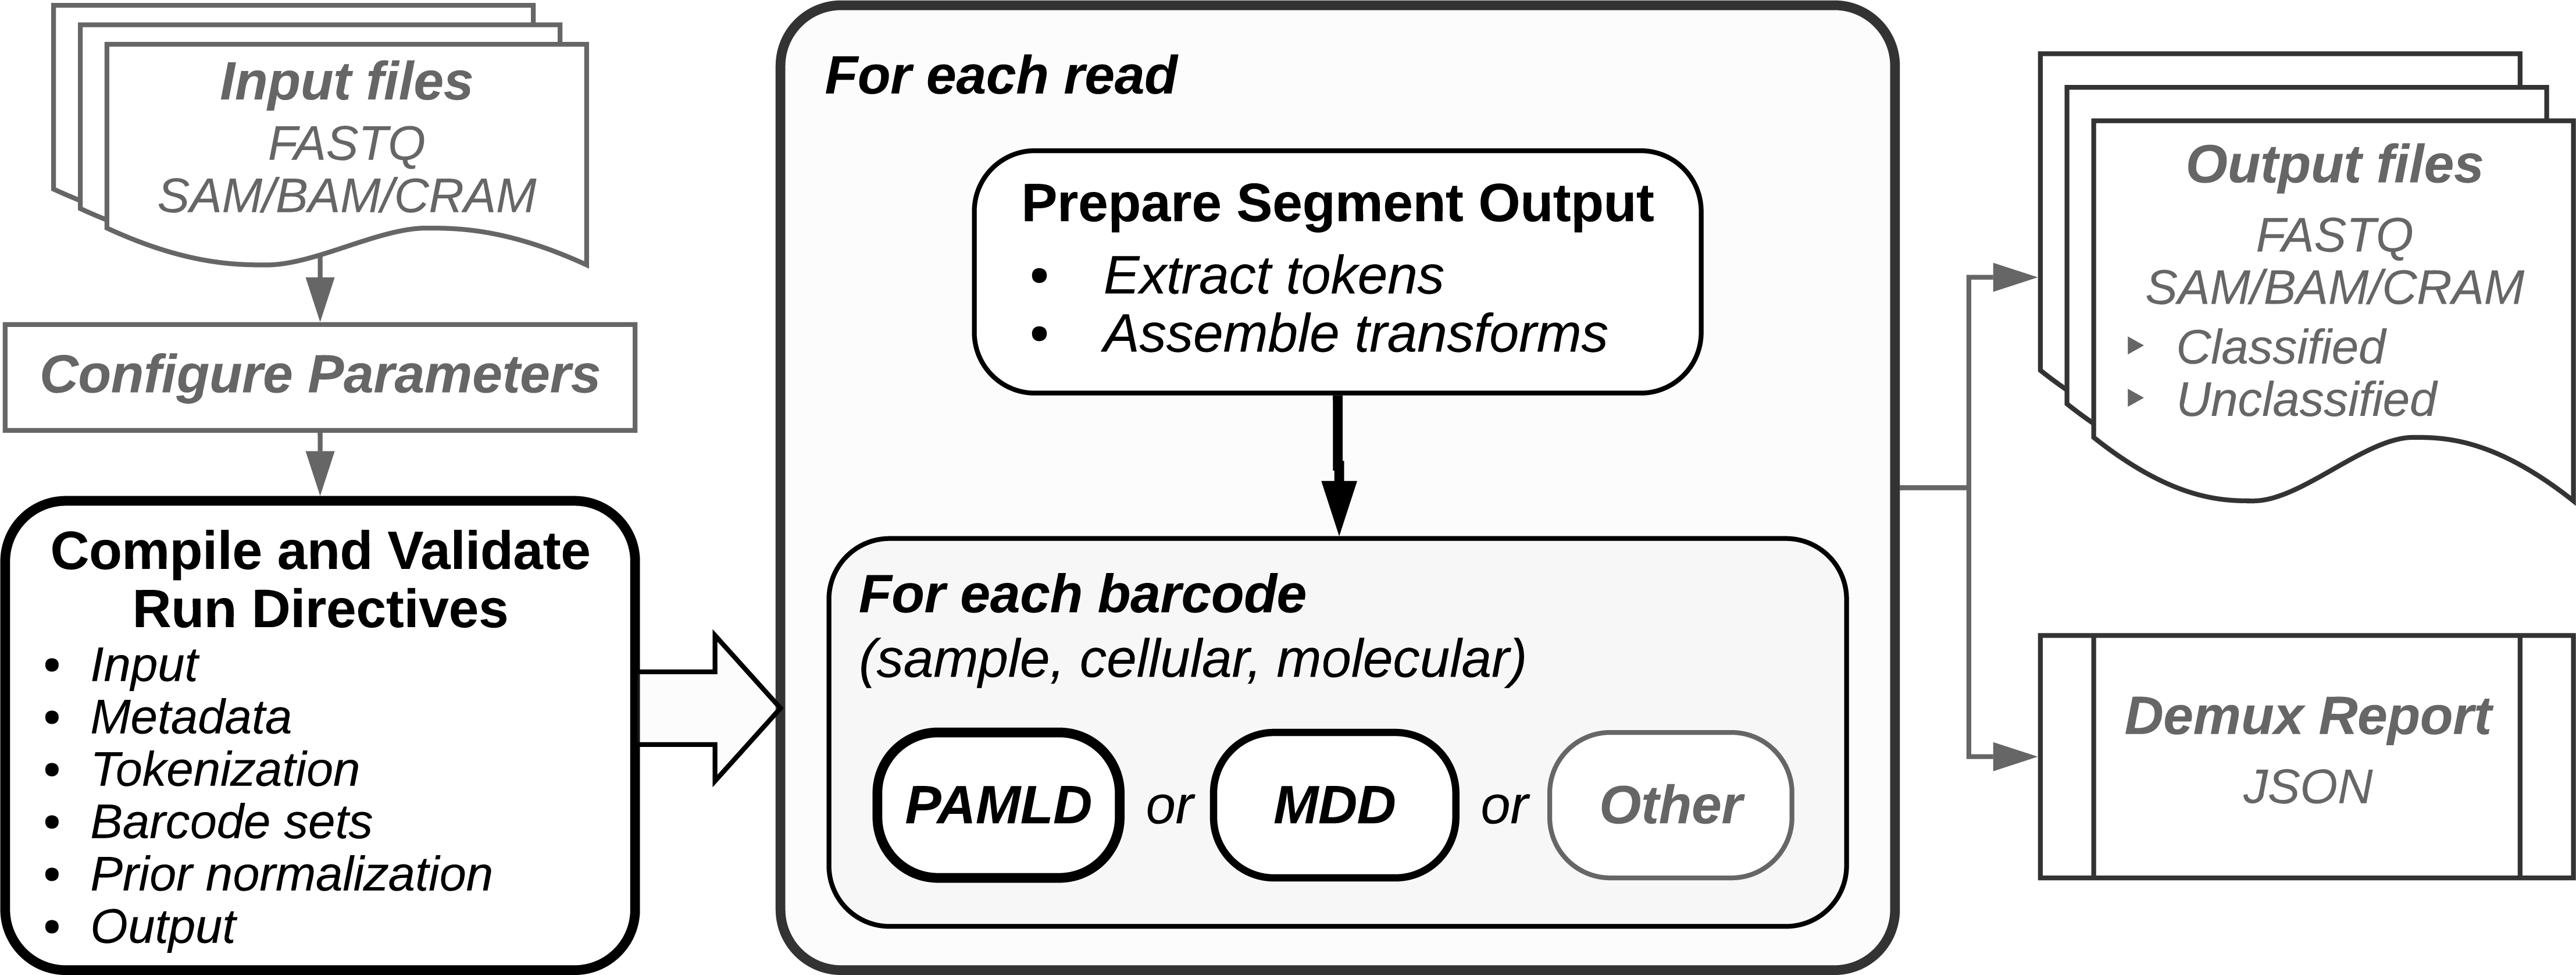 Input files
FASTQ
SAM/BAM/CRAM
Configure Parameters
Compile and Validate
Run Directives
• Input
• Metadata
• Tokenization
• Barcode sets
• Prior normalization
• Output
For each read
Prepare Segment Output
• Extract tokens
• Assemble transforms
For each barcode
(sample, cellular, molecular)
PAMLD or MDD or Other
Output files
FASTQ
SAM/BAM/CRAM
‣ Classified
‣ Unclassified
Demux Report
JSON